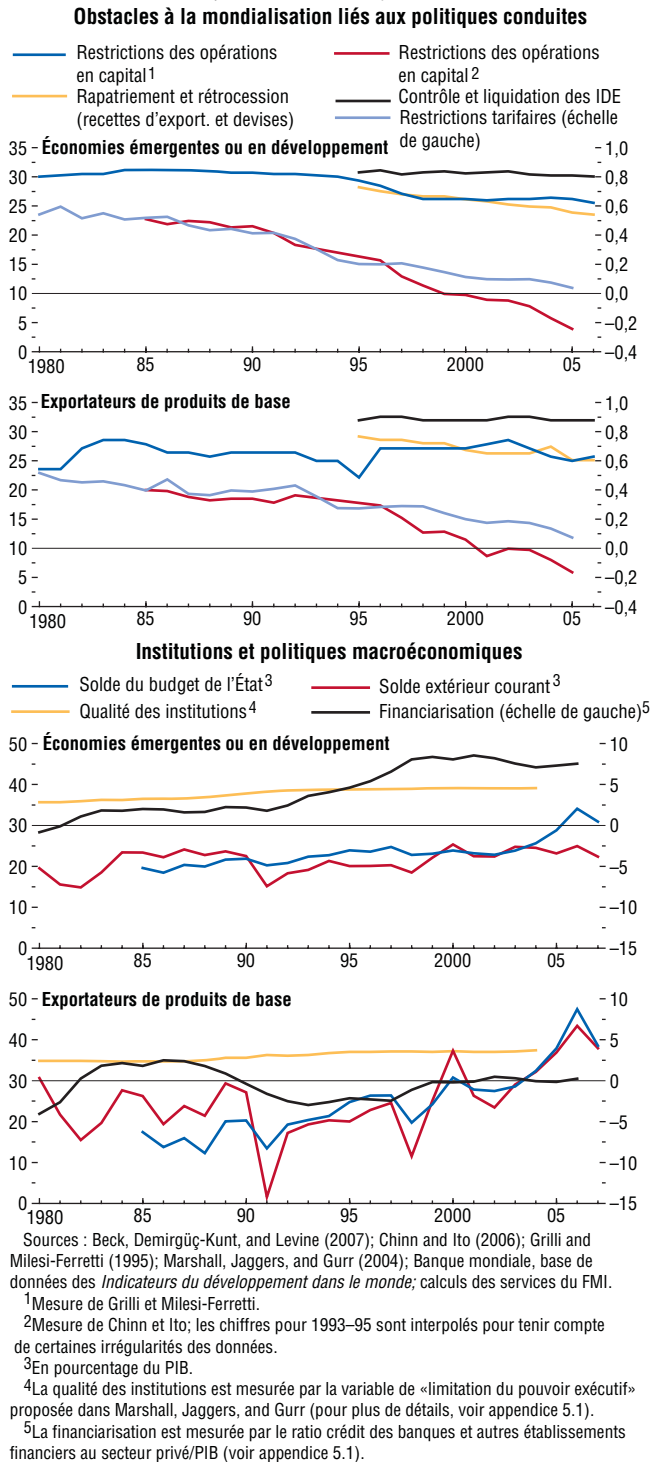 Obstacles à la mondialisation liés aux politiques conduites
Restrictions des opérations
en capital1
Restrictions des opérations
en capital2
Rapatriement et rétrocession
(recettes d'export. et devises)
Contrôle et liquidation des IDE
Restrictions tarifaires (échelle
de gauche)
Économies émergentes ou en développement
35
30
25
20
15
10
5
0
1,0
0,8
0,6
0,4
0,2
0,0
–0,2
–0,4
1980 85 90 95 2000 05
Exportateurs de produits de base
35
30
25
20
15
10
5
0
1,0
0,8
0,6
0,4
0,2
0,0
–0,2
–0,4
1980 85 90 95 2000 05
Institutions et politiques macroéconomiques
Solde du budget de l'État3
Solde extérieur courant3
Qualité des institutions4
Financiarisation (échelle de gauche)5
Économies émergentes ou en développement
50
40
30
20
10
0
10
5
0
–5
–10
–15
1980 85 90 95 2000 05
Exportateurs de produits de base
50
40
30
20
10
0
10
5
0
–5
–10
–15
1980 85 90 95 2000 05
Sources : Beck, Demirgüç-Kunt, and Levine (2007); Chinn and Ito (2006); Grilli and
Milesi-Ferretti (1995); Marshall, Jaggers, and Gurr (2004); Banque mondiale, base de
données des Indicateurs du développement dans le monde; calculs des services du FMI.
1Mesure de Grilli et Milesi-Ferretti.
2Mesure de Chinn et Ito; les chiffres pour 1993–95 sont interpolés pour tenir compte
de certaines irrégularités des données.
3En pourcentage du PIB.
4La qualité des institutions est mesurée par la variable de «limitation du pouvoir exécutif»
proposée dans Marshall, Jaggers, and Gurr (pour plus de détails, voir appendice 5.1).
5La financiarisation est mesurée par le ratio crédit des banques et autres établissements
financiers au secteur privé/PIB (voir appendice 5.1).